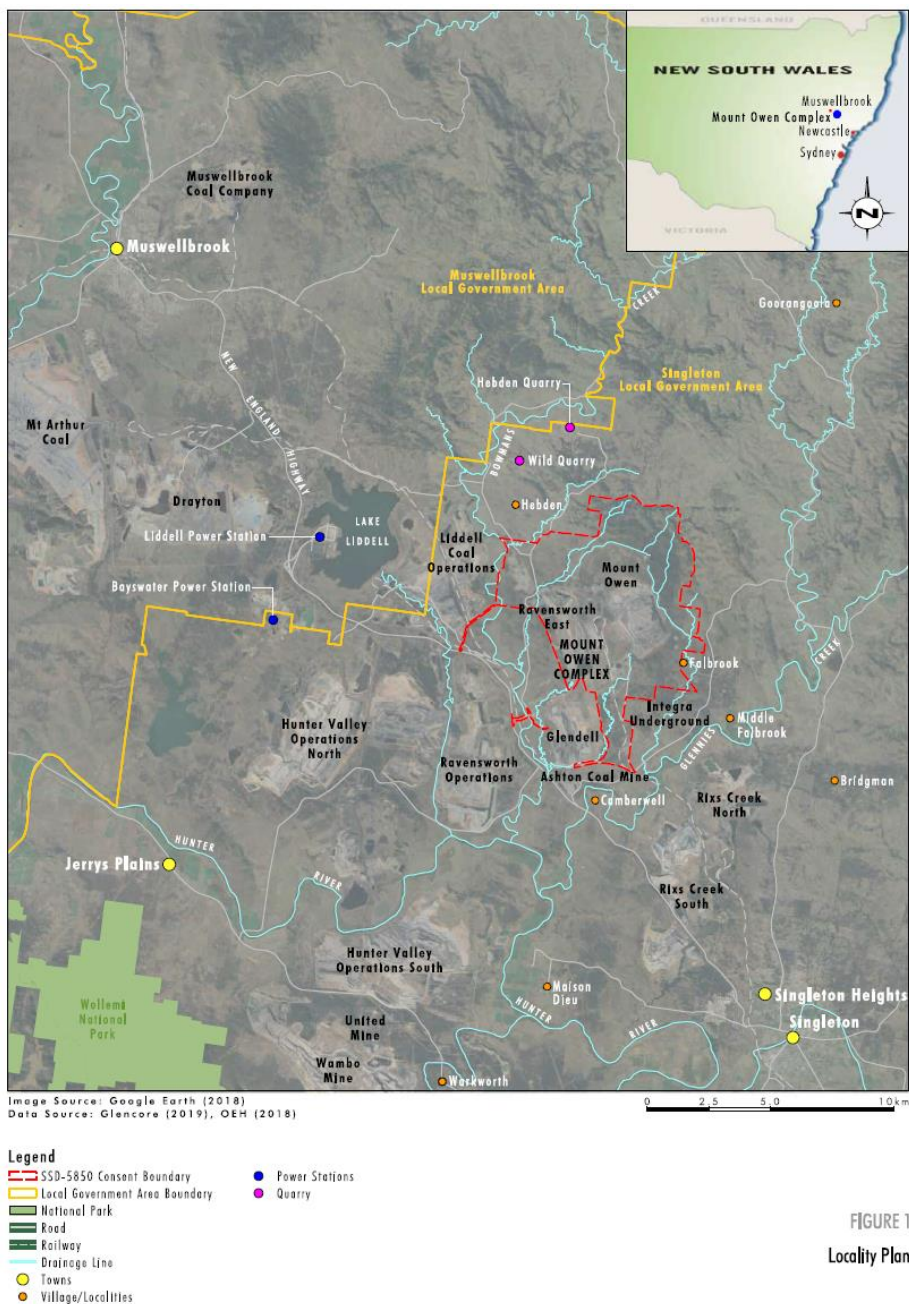 QUEENSLAND
NEW SOUTH WALES
Muswellbrook
Mount Owen Complex
Newcastle
Sydney
N
VICTORIA
Muswellbrook
Coal Company
Muswellbrook
Muswellbrook
Local Government Area
CREEK
Goorangoola
NEW
ENGLAND
HIGHWAY
Singleton
Local Government Area
Hebden Quarry
Mt Arthur
Coal
BOWMANS
Wild Quarry
Drayton
Hebden
Liddell Power Station
LAKE
LIDDELL
Liddell
Coal
Operations
Mount
Owen
Bayswater Power Station
Ravensworth
East
MOUNT
OWEN
COMPLEX
Falbrook
CREEK
Hunter Valley
Operations
North
Integra
Underground
Middle
Falbrook
GLENNIES
Glendell
Ravensworth
Operations
Ashton Coal Mine
Camberwell
Rixs Creek
North
Bridgman
HUNTER
RIVER
Jerrys Plains
Rixs Creek
South
Hunter Valley
Operations South
Maison
Dieu
Singleton Heights
Singleton
HUNTER
RIVER
Wollemi
National
Park
United
Mine
Wambo
Mine
Warkworth
Image Source: Google Earth (2018)
Data Source: Glencore (2019), OEH (2018)
0 2.5 5.0 10km
Legend
SSD-5850 Consent Boundary
Local Government Area Boundary
National Park
Road
Railway
Drainage Line
Towns
Village/Localities
Power Stations
Quarry
FIGURE 1
Locality Plan